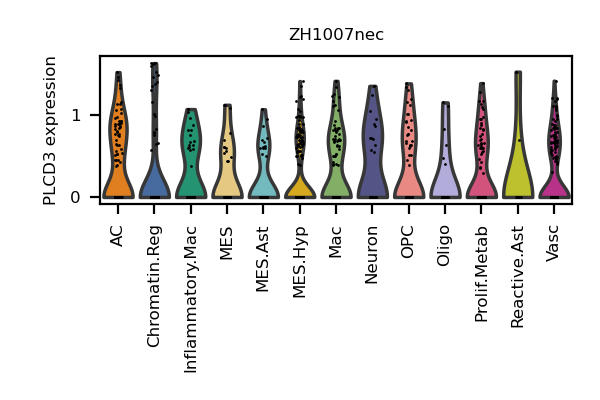 ZH1007nec
PLCD3 expression
1
0
AC
Chromatin.Reg
Inflammatory.Mac
MES
MES.Ast
MES.Hyp
Mac
Neuron
OPC
Oligo
Prolif.Metab
Reactive.Ast
Vasc